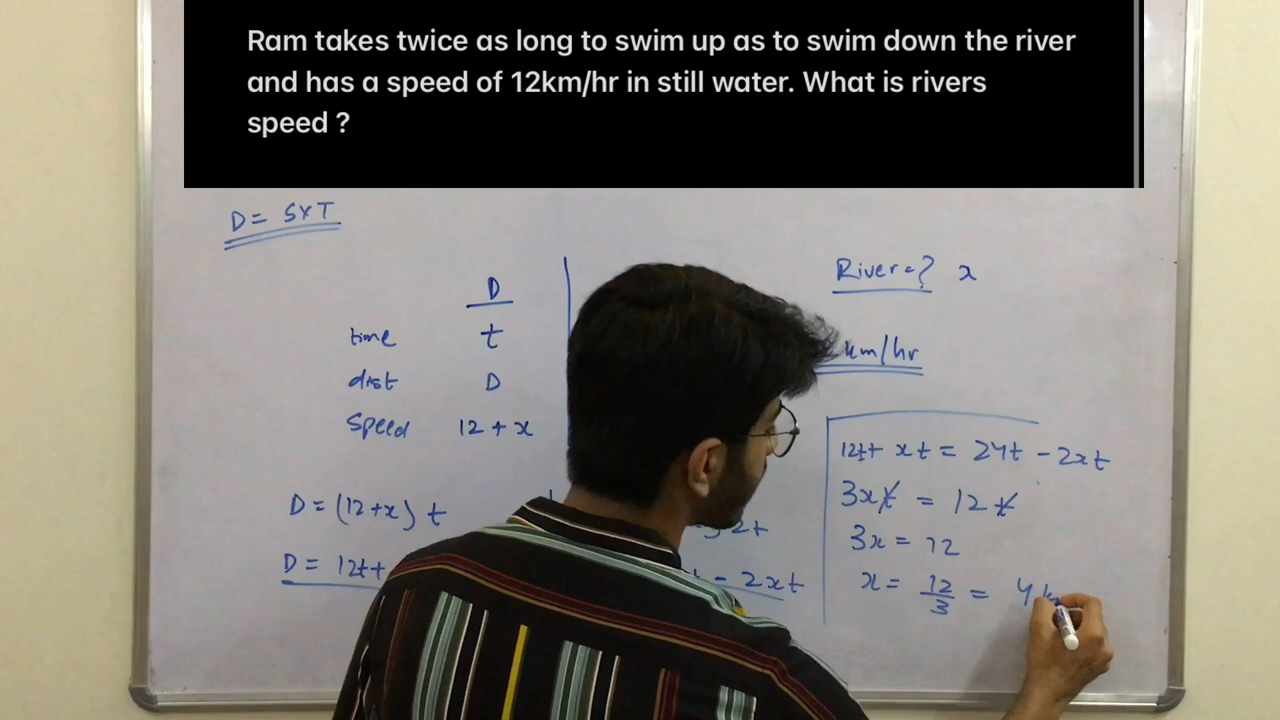 Ram takes twice as long to swim up as to swim down the river
and has a speed of 12km/hr in still water. What is rivers
speed ?
D = S×T
River = ? x
D
time t
km/hr
dist D
Speed 12 + x
12t + xt = 24t - 2xt
3xt = 12t
D = (12+x) t
2t
3x = 12
D = 12t +
- 2xt
x = 12/3 = 4 k